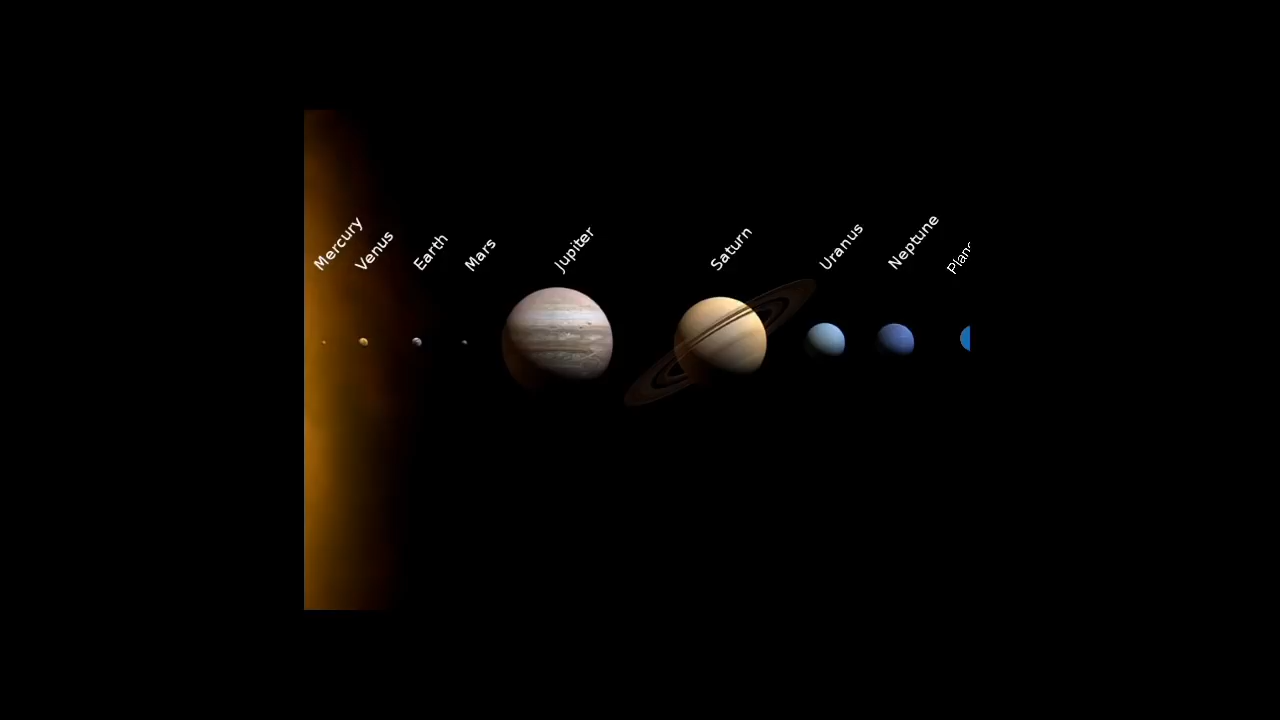 Mercury
Venus
Earth
Mars
Jupiter
Saturn
Uranus
Neptune